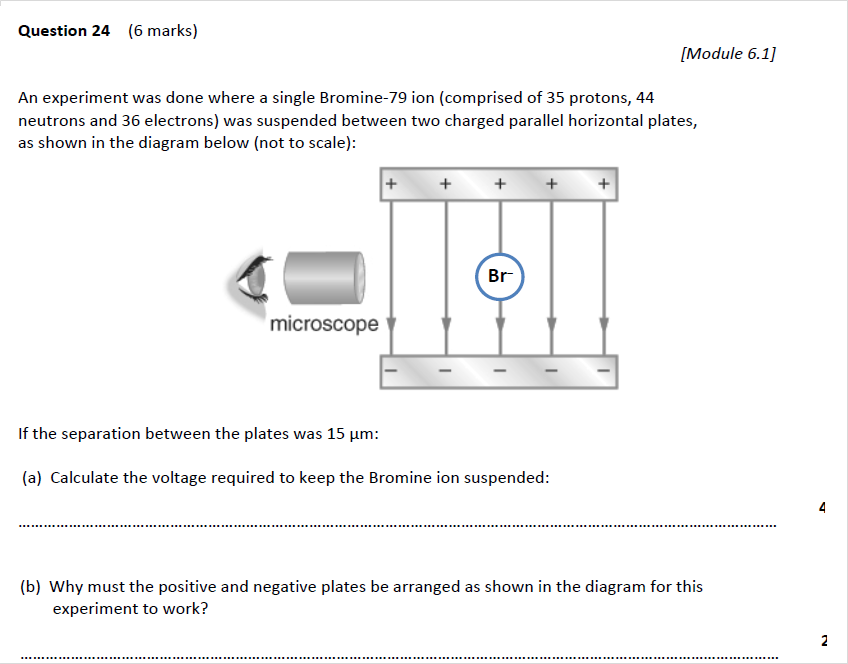 Question 24 (6 marks)
[Module 6.1]
An experiment was done where a single Bromine-79 ion (comprised of 35 protons, 44
neutrons and 36 electrons) was suspended between two charged parallel horizontal plates,
as shown in the diagram below (not to scale):
+ + + + +
Br⁻
microscope
− − − − −
If the separation between the plates was 15 μm:
(a) Calculate the voltage required to keep the Bromine ion suspended:
4
(b) Why must the positive and negative plates be arranged as shown in the diagram for this
experiment to work?
2